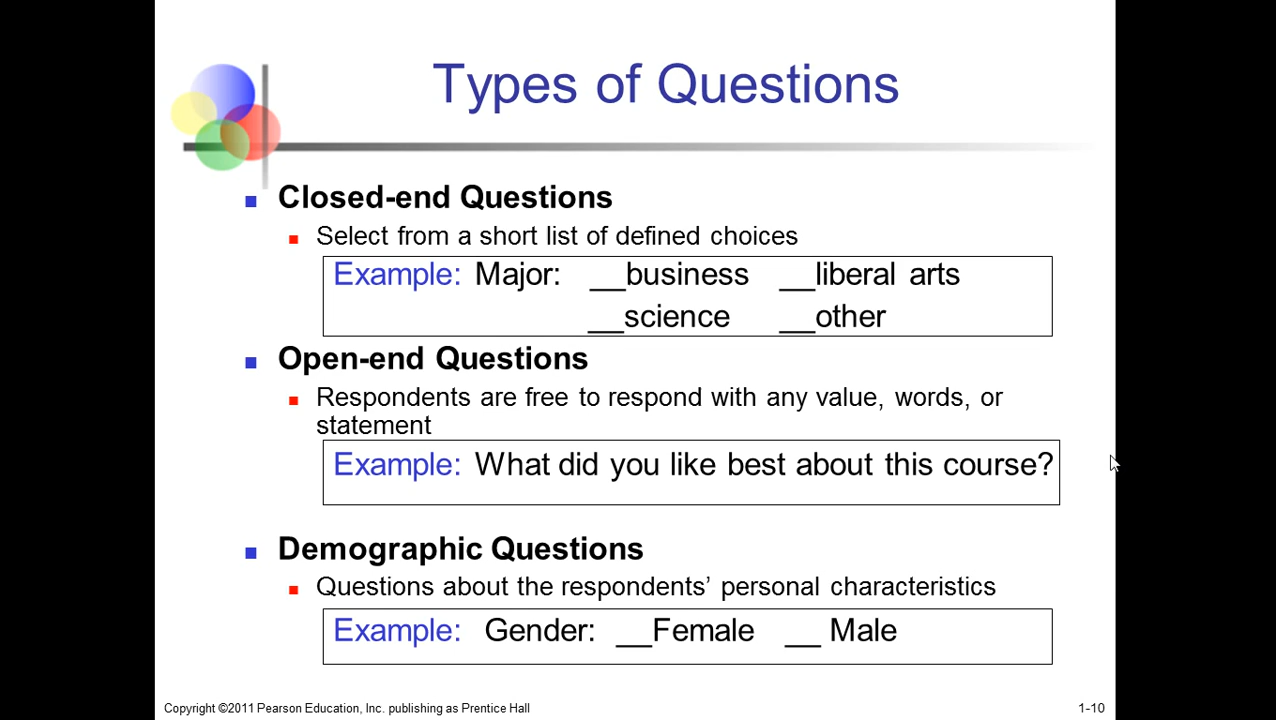 Types of Questions
Closed-end Questions
Select from a short list of defined choices
Example: Major: __business __liberal arts
__science __other
Open-end Questions
Respondents are free to respond with any value, words, or
statement
Example: What did you like best about this course?
Demographic Questions
Questions about the respondents’ personal characteristics
Example: Gender: __Female __ Male
Copyright ©2011 Pearson Education, Inc. publishing as Prentice Hall
1-10